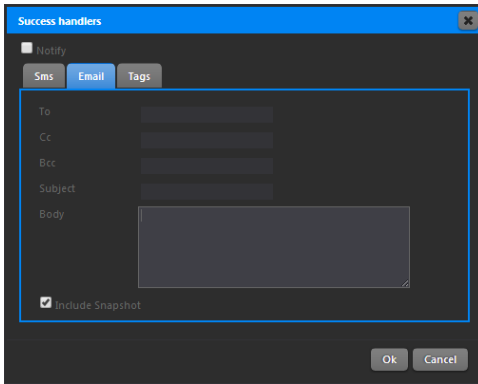 Success handlers
Notify
Sms Email Tags
To
Cc
Bcc
Subject
Body
Include Snapshot
Ok Cancel